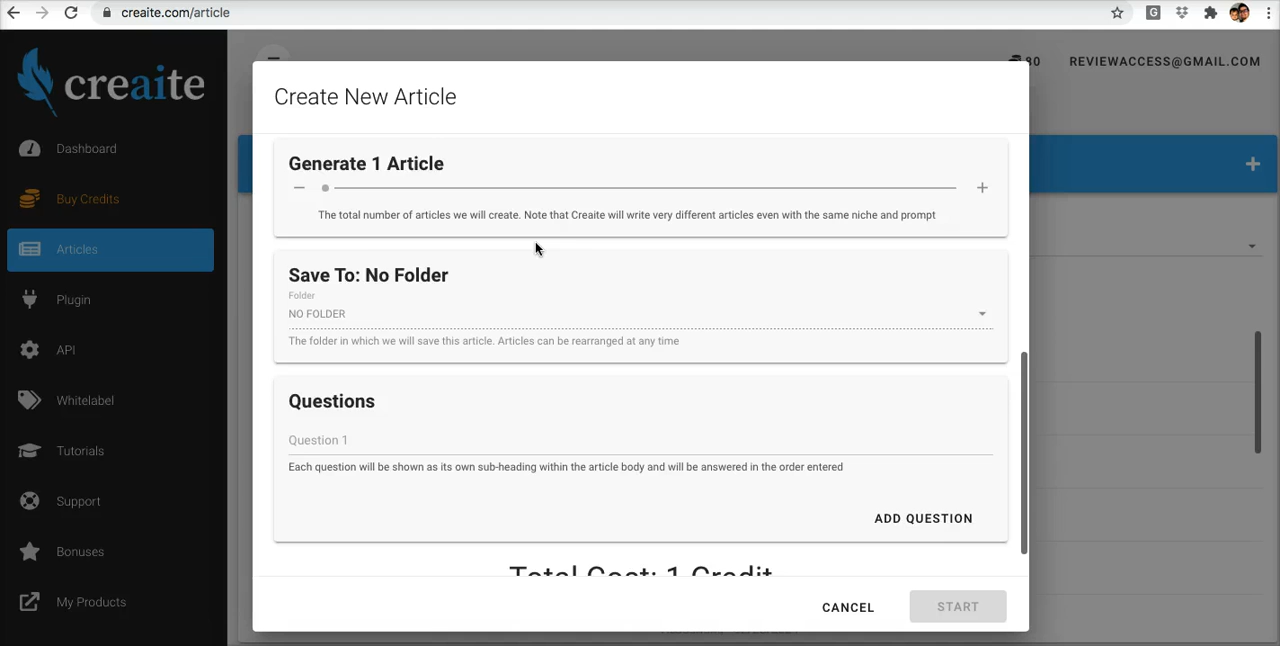 creaite.com/article
creaite
80
REVIEWACCESS@GMAIL.COM
Create New Article
Dashboard
Buy Credits
Articles
Plugin
API
Whitelabel
Tutorials
Support
Bonuses
My Products
Generate 1 Article
The total number of articles we will create. Note that Creaite will write very different articles even with the same niche and prompt
Save To: No Folder
Folder
NO FOLDER
The folder in which we will save this article. Articles can be rearranged at any time
Questions
Question 1
Each question will be shown as its own sub-heading within the article body and will be answered in the order entered
ADD QUESTION
Total Cost: 1 Credit
CANCEL
START